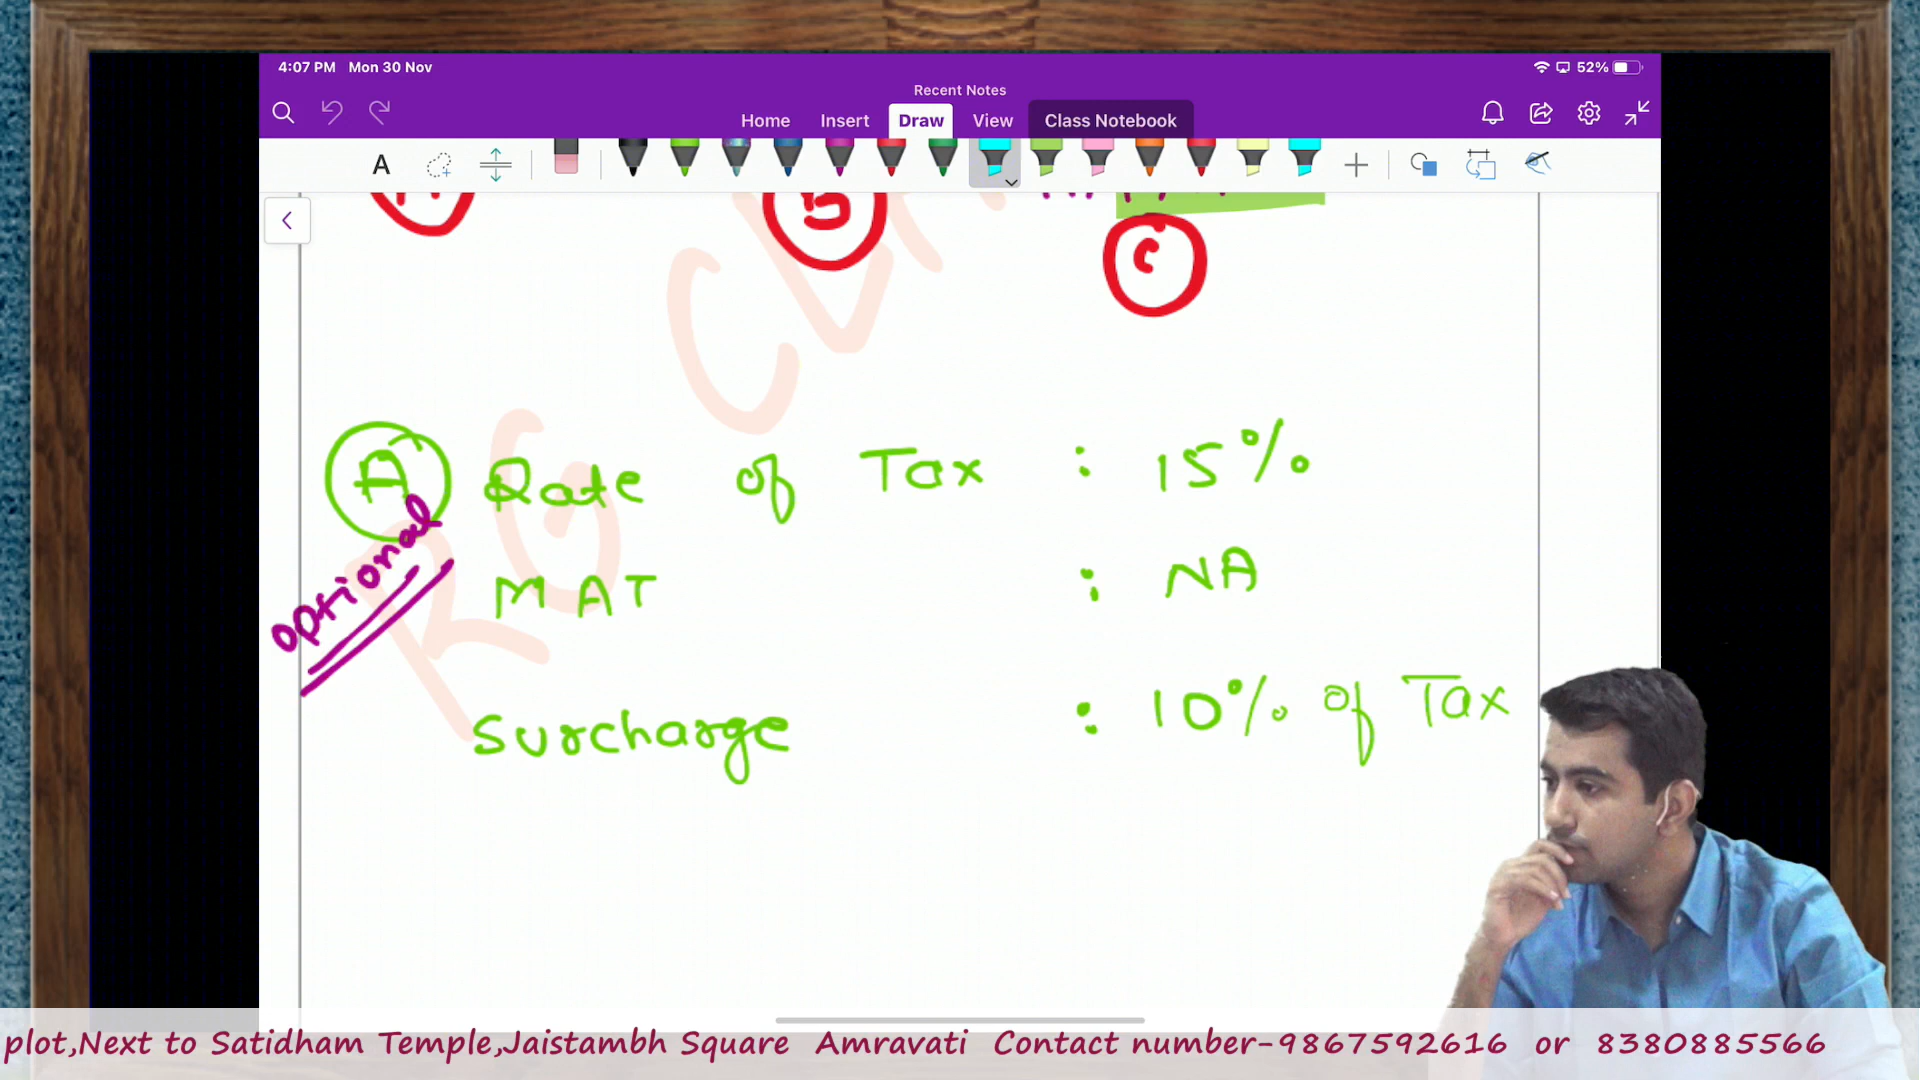 4:07 PM Mon 30 Nov
52%
Recent Notes
Home Insert Draw View Class Notebook
A
B
C
RG CLA
A Rate of Tax : 15%
Optional
MAT : NA
Surcharge : 10% of Tax
plot,Next to Satidham Temple,Jaistambh Square Amravati Contact number-9867592616 or 8380885566